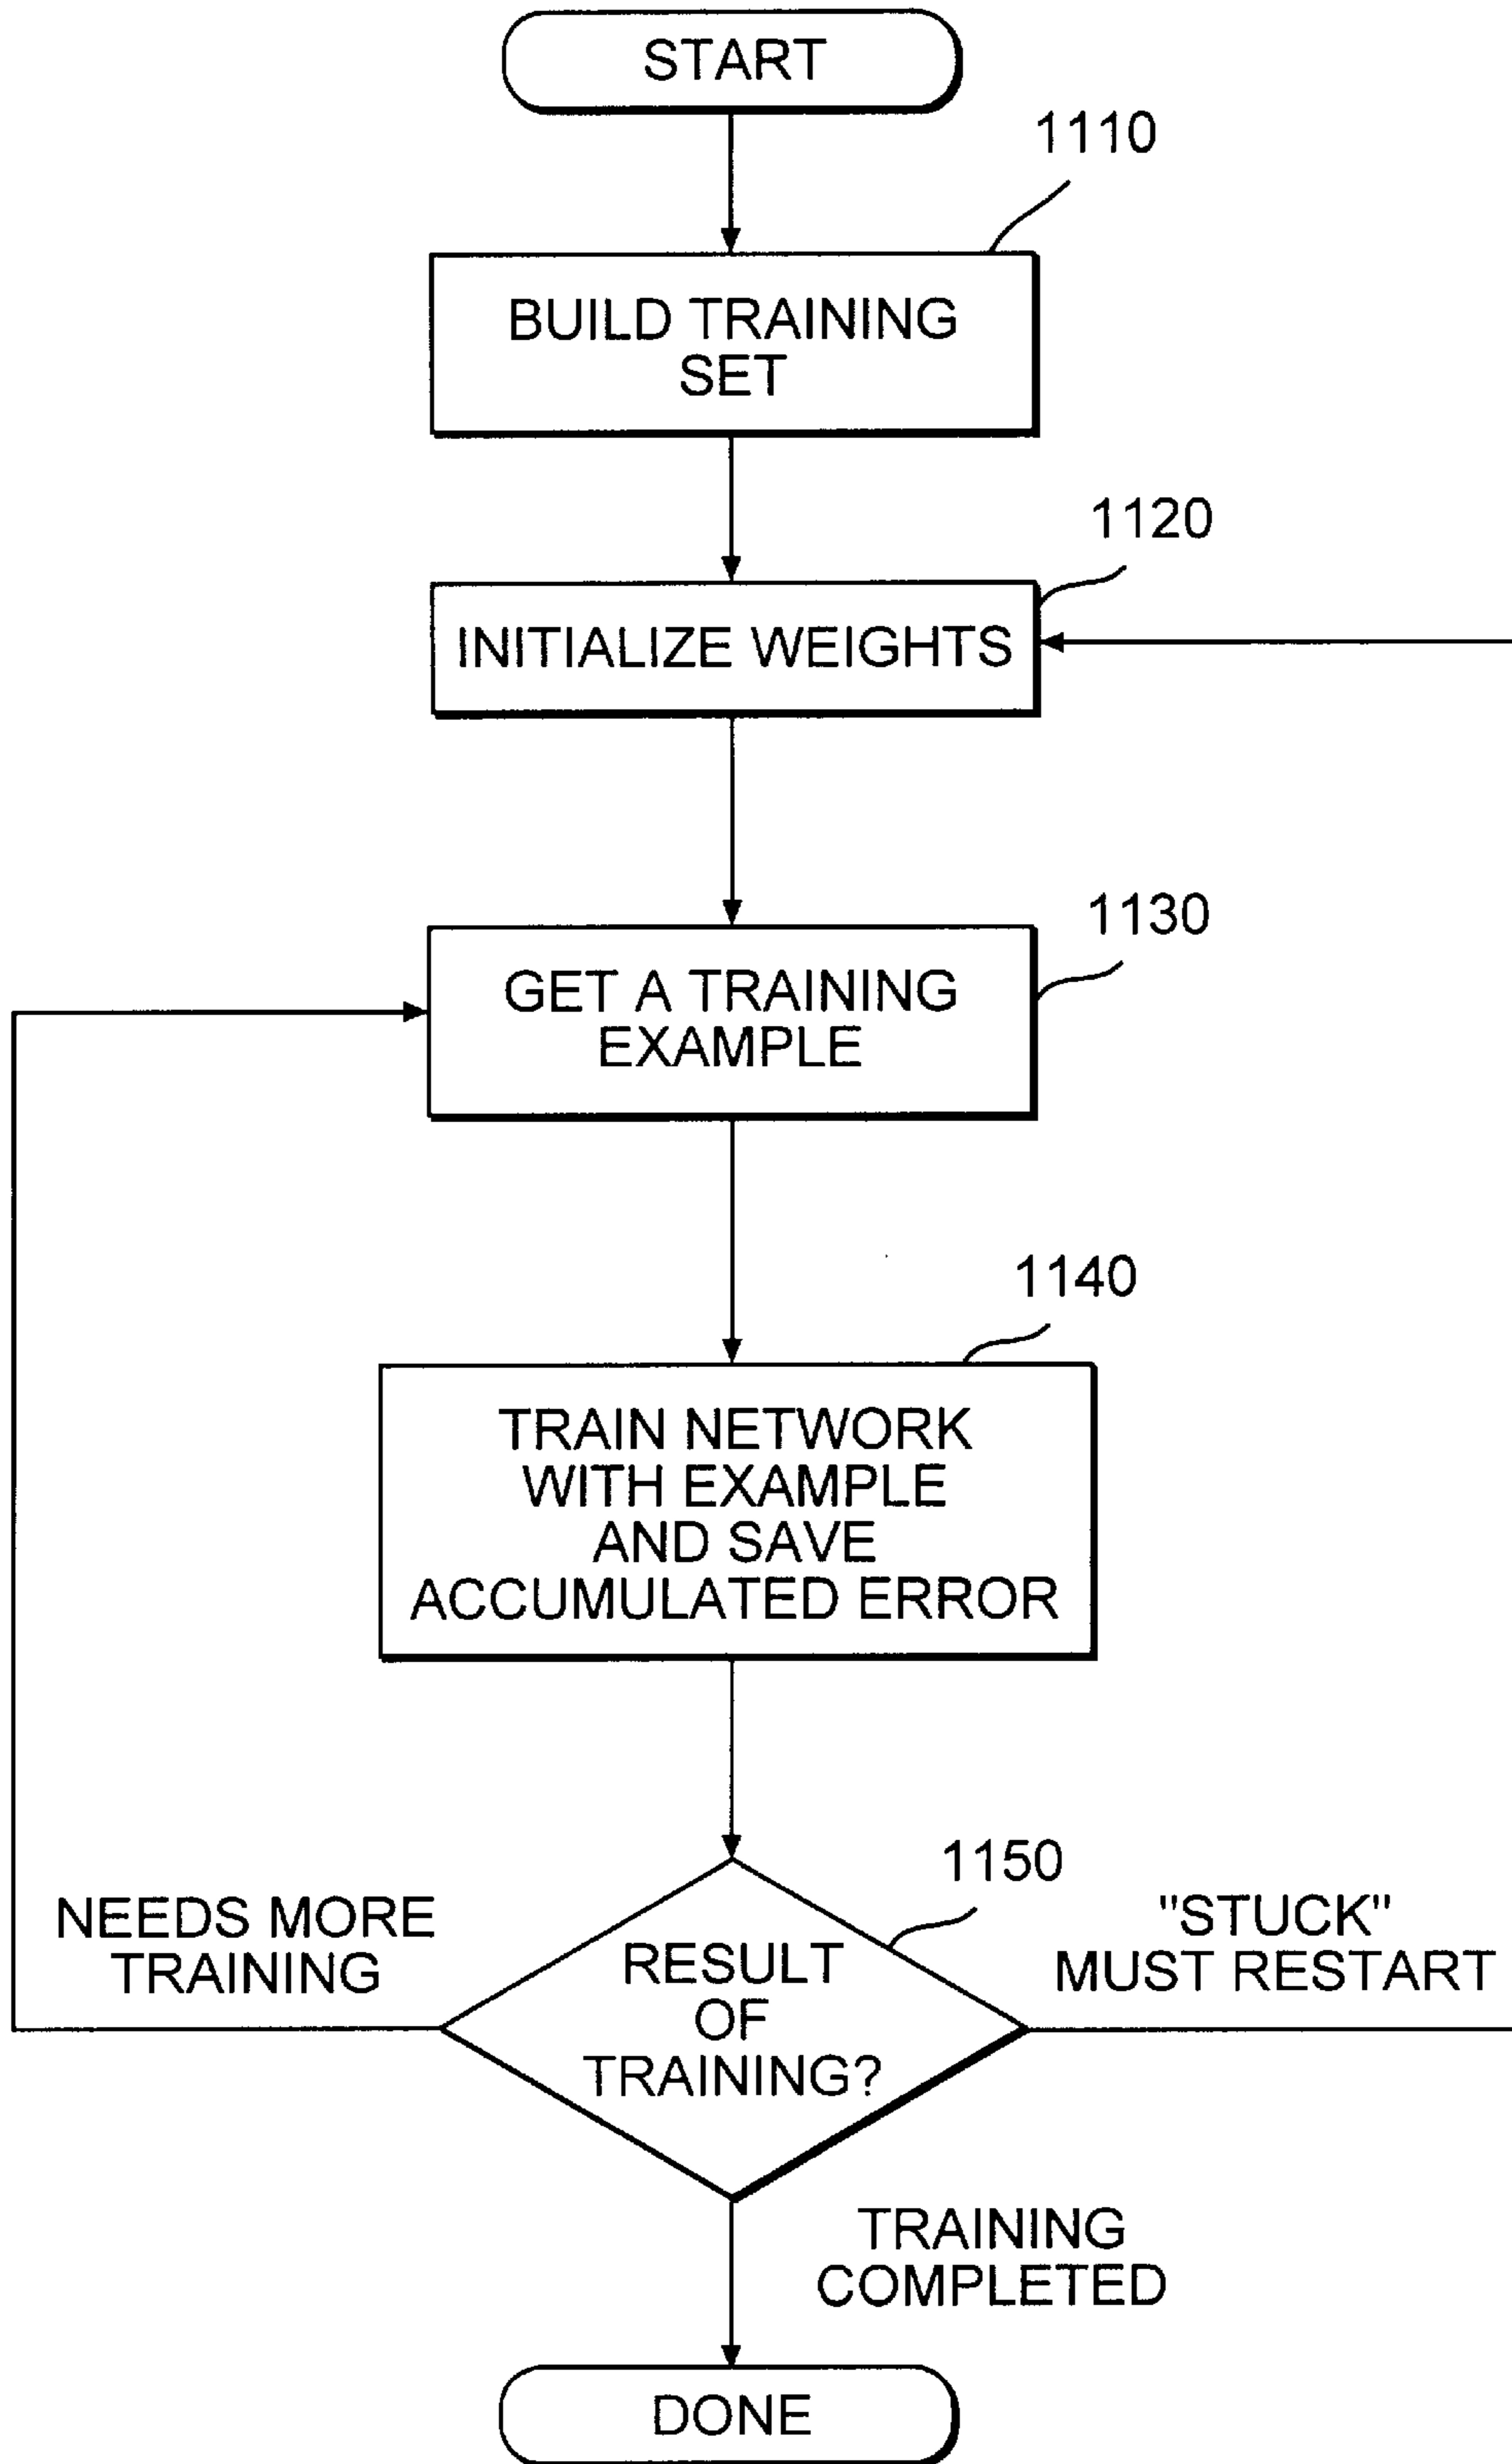 START
1110
BUILD TRAINING
SET
1120
INITIALIZE WEIGHTS
1130
GET A TRAINING
EXAMPLE
1140
TRAIN NETWORK
WITH EXAMPLE
AND SAVE
ACCUMULATED ERROR
1150
NEEDS MORE
TRAINING
RESULT
OF
TRAINING?
"STUCK"
MUST RESTART
TRAINING
COMPLETED
DONE